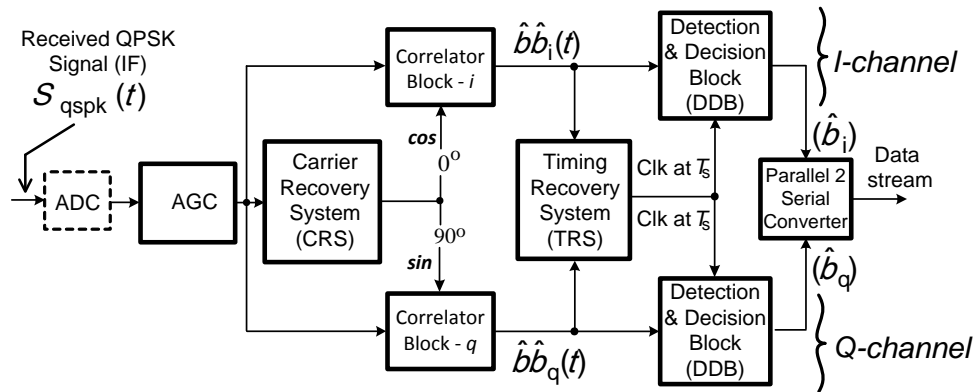 Received QPSK
Signal (IF)
S qspk (t)
ADC
AGC
Carrier
Recovery
System
(CRS)
cos
0°
90°
sin
Correlator
Block - i
Correlator
Block - q
b̂b̂i(t)
b̂b̂q(t)
Timing
Recovery
System
(TRS)
Clk at Ts
Clk at Ts
Detection
& Decision
Block
(DDB)
Detection
& Decision
Block
(DDB)
I-channel
(b̂i)
Parallel 2
Serial
Converter
Data
stream
(b̂q)
Q-channel